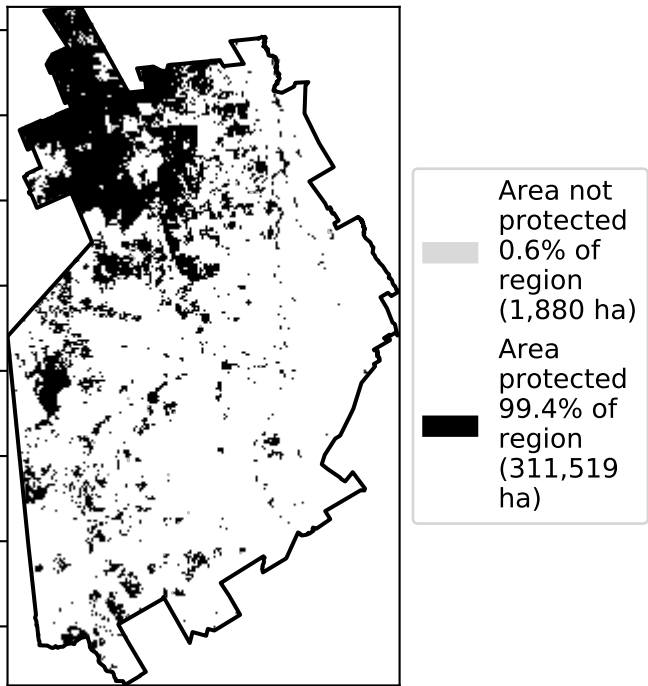 Area not
protected
0.6% of
region
(1,880 ha)
Area
protected
99.4% of
region
(311,519
ha)